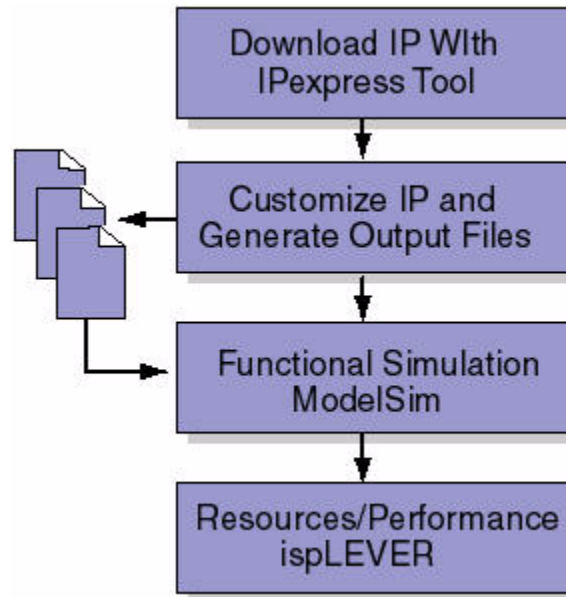 Download IP WIth
IPexpress Tool
Customize IP and
Generate Output Files
Functional Simulation
ModelSim
Resources/Performance
ispLEVER